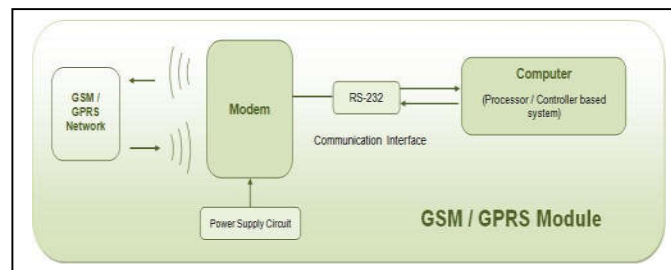 GSM /
GPRS
Network
Modem
RS-232
Communication Interface
Computer
(Processor / Controller based
system)
Power Supply Circuit
GSM / GPRS Module